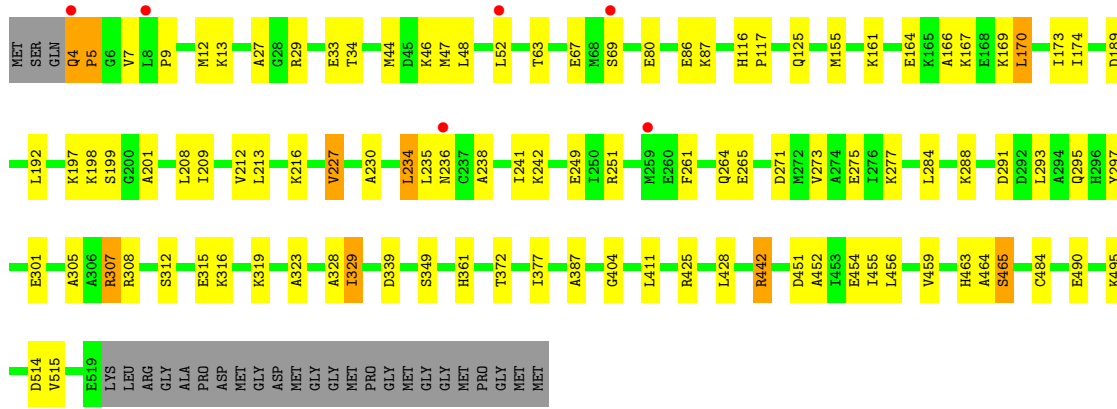 MET SER GLN Q4 P5 G6 V7 L8 P9 M12 K13 A27 G28 R29 E33 T34 M44 D45 K46 M47 L48 L52 T63 E67 M68 S69 E80 E86 K87 H116 P117 Q125 M155 K161 E164 K165 A166 K167 E168 K169 L170 I173 I174 D189
L192 K197 K198 S199 G200 A201 L208 I209 V212 L213 K216 V227 A230 L234 L235 N236 C237 A238 I241 K242 E249 I250 R251 M259 E260 F261 Q264 E265 D271 M272 V273 A274 E275 I276 K277 L284 K288 D291 D292 L293 A294 Q295 H296 Y297
E301 A305 A306 R307 R308 S312 E315 K316 K319 A323 A328 I329 D339 S349 H361 T372 I377 A387 G404 L411 R425 L428 R442 D451 A452 I453 E454 I455 L456 V459 H463 A464 S465 C484 E490 K495
D514 V515 E519 LYS LEU ARG GLY ALA PRO ASP MET GLY ASP MET GLY GLY MET PRO GLY MET GLY GLY MET PRO GLY MET MET